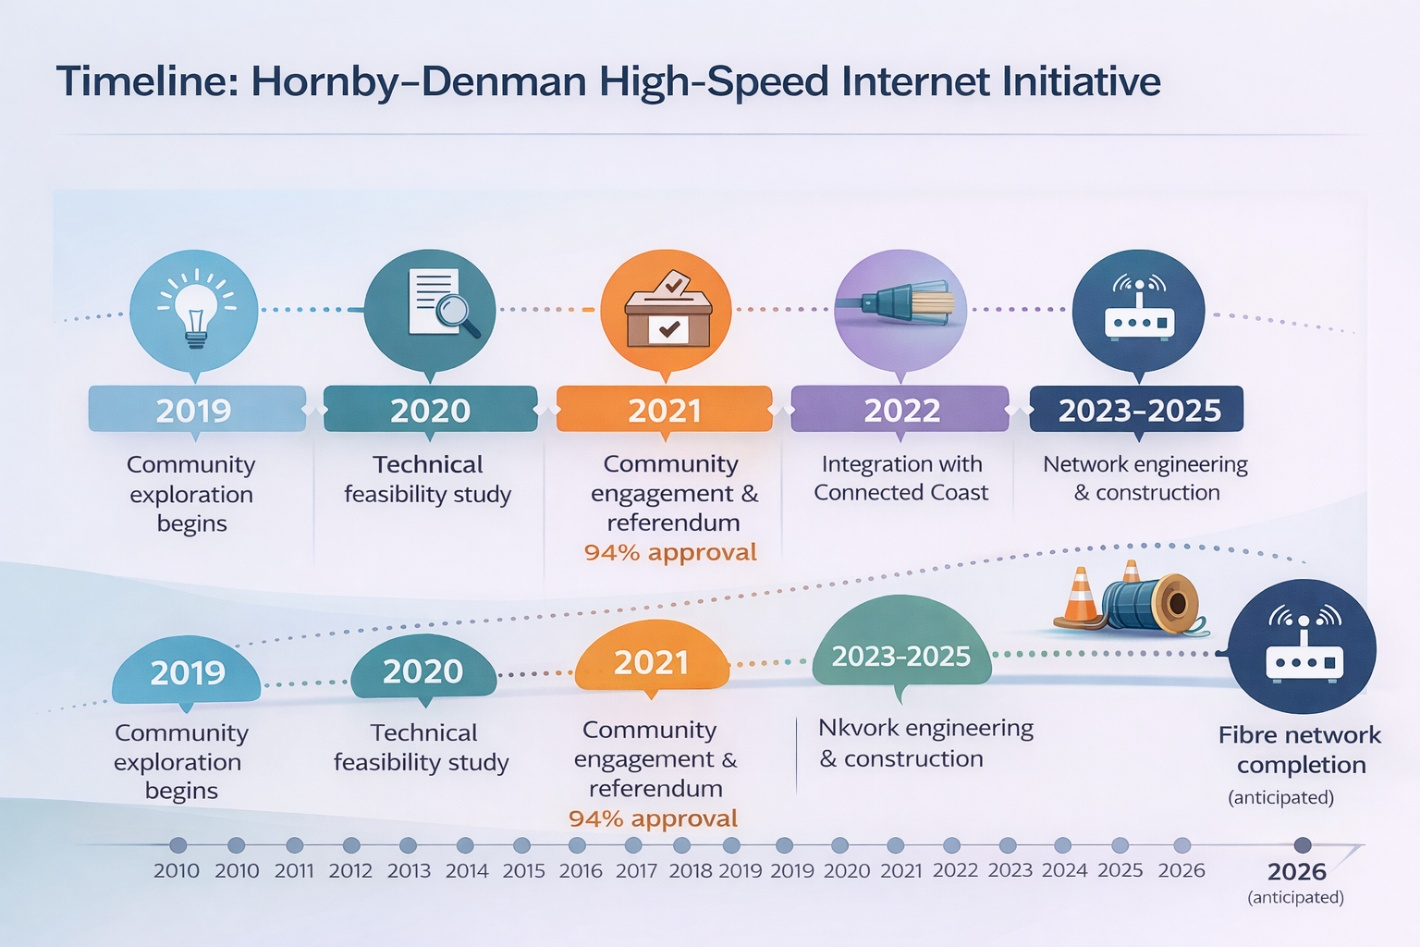 Timeline: Hornby–Denman High-Speed Internet Initiative
2019
2020
2021
2022
2023–2025
Community
exploration
begins
Technical
feasibility study
Community
engagement &
referendum
94% approval
Integration with
Connected Coast
Network engineering
& construction
2019
2020
2021
2023–2025
Community
exploration
begins
Technical
feasibility study
Community
engagement &
referendum
94% approval
Nkvork engineering
& construction
Fibre network
completion
(anticipated)
2010 2010 2011 2012 2013 2014 2015 2016 2017 2018 2019 2019 2020 2021 2022 2023 2024 2025 2026 2026
(anticipated)